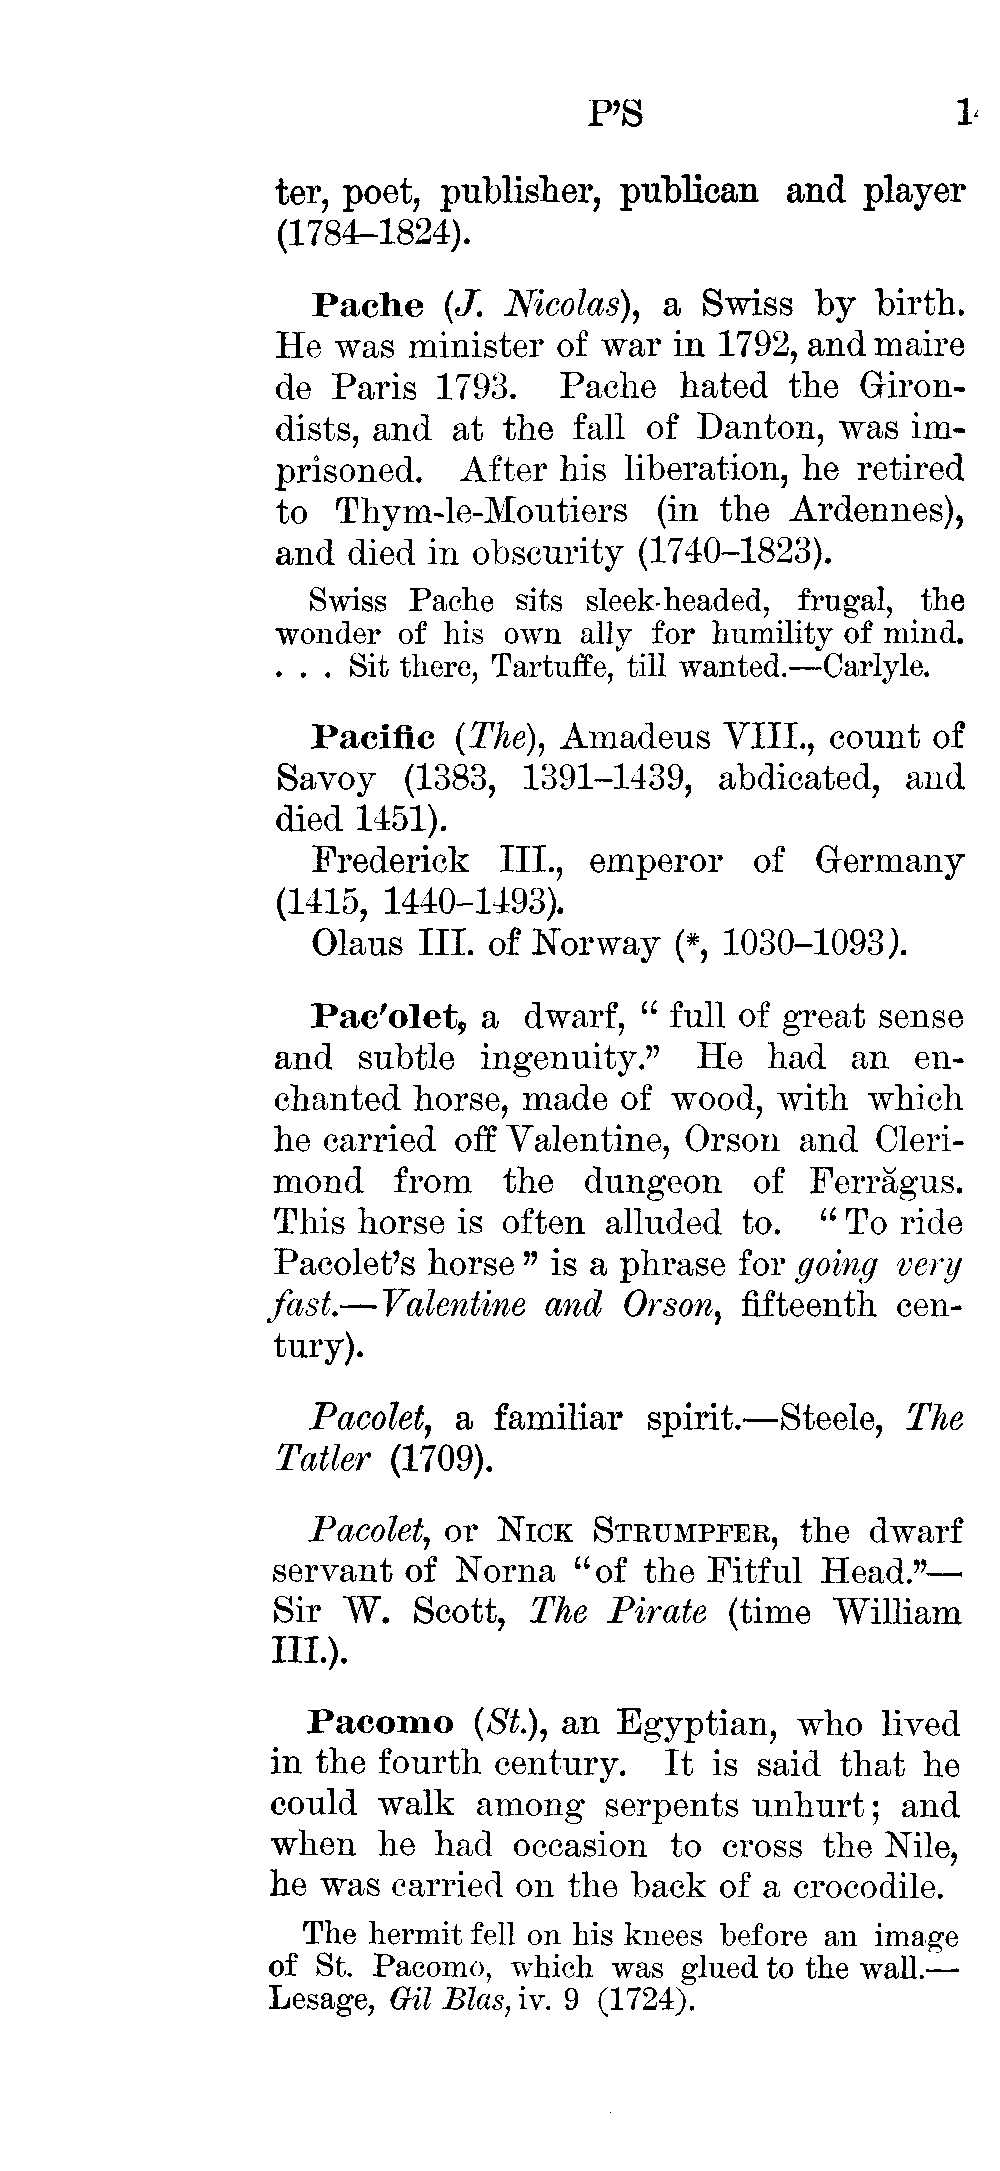 P'S 1
ter, poet, publisher, publican and player
(1784–1824).
Pache (J. Nicolas), a Swiss by birth.
He was minister of war in 1792, and maire
de Paris 1793. Pache hated the Giron-
dists, and at the fall of Danton, was im-
prisoned. After his liberation, he retired
to Thym-le-Moutiers (in the Ardennes),
and died in obscurity (1740–1823).
Swiss Pache sits sleek-headed, frugal, the
wonder of his own ally for humility of mind.
. . . Sit there, Tartuffe, till wanted.—Carlyle.
Pacific (The), Amadeus VIII., count of
Savoy (1383, 1391–1439, abdicated, and
died 1451).
Frederick III., emperor of Germany
(1415, 1440–1493).
Olaus III. of Norway (*, 1030–1093).
Pac'olet, a dwarf, “ full of great sense
and subtle ingenuity.” He had an en-
chanted horse, made of wood, with which
he carried off Valentine, Orson and Cleri-
mond from the dungeon of Ferrăgus.
This horse is often alluded to. “ To ride
Pacolet's horse ” is a phrase for going very
fast.—Valentine and Orson, fifteenth cen-
tury).
Pacolet, a familiar spirit.—Steele, The
Tatler (1709).
Pacolet, or NICK STRUMPFER, the dwarf
servant of Norna “of the Fitful Head.”—
Sir W. Scott, The Pirate (time William
III.).
Pacomo (St.), an Egyptian, who lived
in the fourth century. It is said that he
could walk among serpents unhurt; and
when he had occasion to cross the Nile,
he was carried on the back of a crocodile.
The hermit fell on his knees before an image
of St. Pacomo, which was glued to the wall.—
Lesage, Gil Blas, iv. 9 (1724).